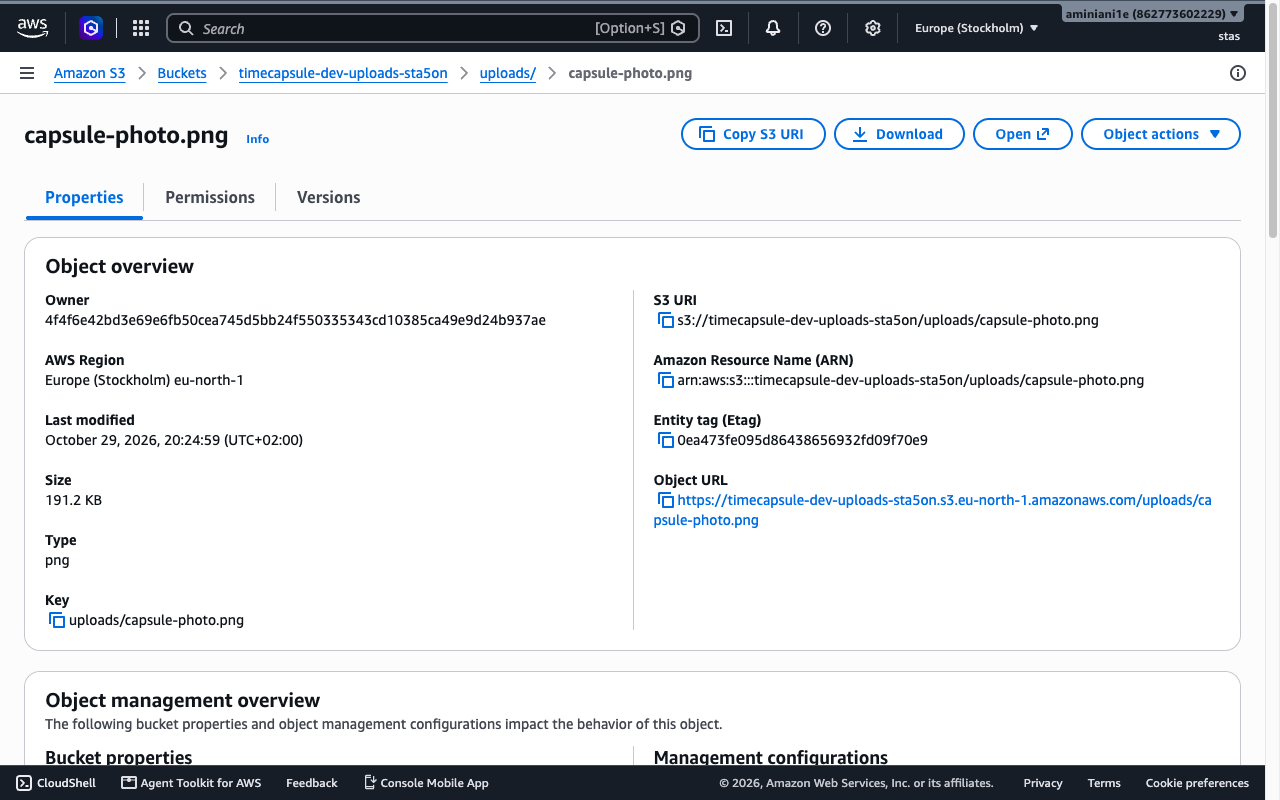 aws
Search
[Option+S]
Europe (Stockholm)
aminiani1e (862773602229)
stas
Amazon S3
Buckets
timecapsule-dev-uploads-sta5on
uploads/
capsule-photo.png
capsule-photo.png
Info
Copy S3 URI
Download
Open
Object actions
Properties
Permissions
Versions
Object overview
Owner
4f4f6e42bd3e69e6fb50cea745d5bb24f550335343cd10385ca49e9d24b937ae
AWS Region
Europe (Stockholm) eu-north-1
Last modified
October 29, 2026, 20:24:59 (UTC+02:00)
Size
191.2 KB
Type
png
Key
uploads/capsule-photo.png
S3 URI
s3://timecapsule-dev-uploads-sta5on/uploads/capsule-photo.png
Amazon Resource Name (ARN)
arn:aws:s3:::timecapsule-dev-uploads-sta5on/uploads/capsule-photo.png
Entity tag (Etag)
0ea473fe095d86438656932fd09f70e9
Object URL
https://timecapsule-dev-uploads-sta5on.s3.eu-north-1.amazonaws.com/uploads/ca
psule-photo.png
Object management overview
The following bucket properties and object management configurations impact the behavior of this object.
Bucket properties
Management configurations
CloudShell
Agent Toolkit for AWS
Feedback
Console Mobile App
© 2026, Amazon Web Services, Inc. or its affiliates.
Privacy
Terms
Cookie preferences